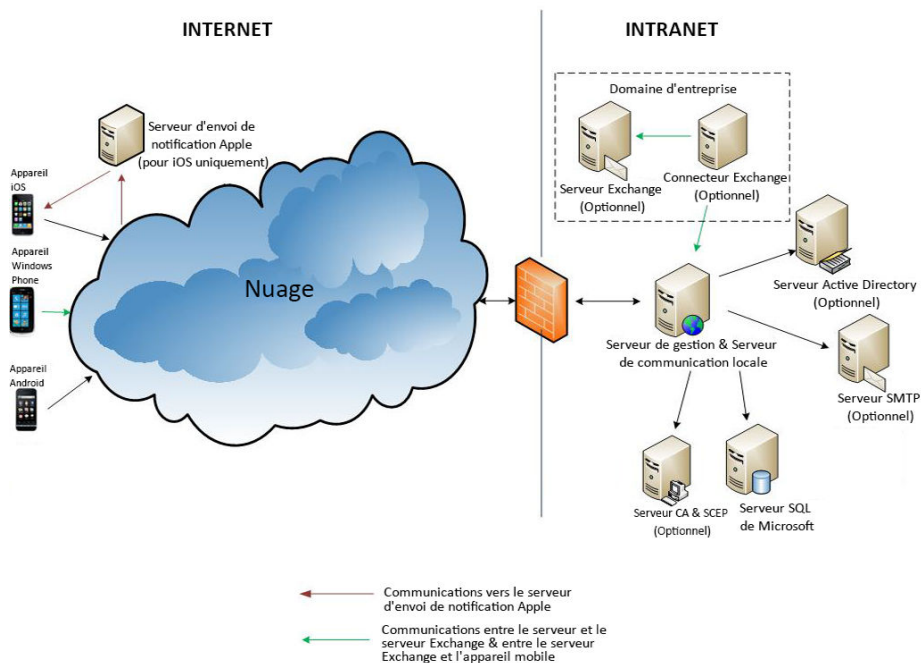 INTERNET
INTRANET
Domaine d'entreprise
Serveur d'envoi de
notification Apple
(pour iOS uniquement)
Serveur Exchange
(Optionnel)
Connecteur Exchange
(Optionnel)
Appareil
iOS
Appareil
Windows
Phone
Appareil
Android
Nuage
Serveur Active Directory
(Optionnel)
Serveur de gestion & Serveur
de communication locale
Serveur SMTP
(Optionnel)
Serveur CA & SCEP
(Optionnel)
Serveur SQL
de Microsoft
Communications vers le serveur
d'envoi de notification Apple
Communications entre le serveur et le
serveur Exchange & entre le serveur
Exchange et l'appareil mobile